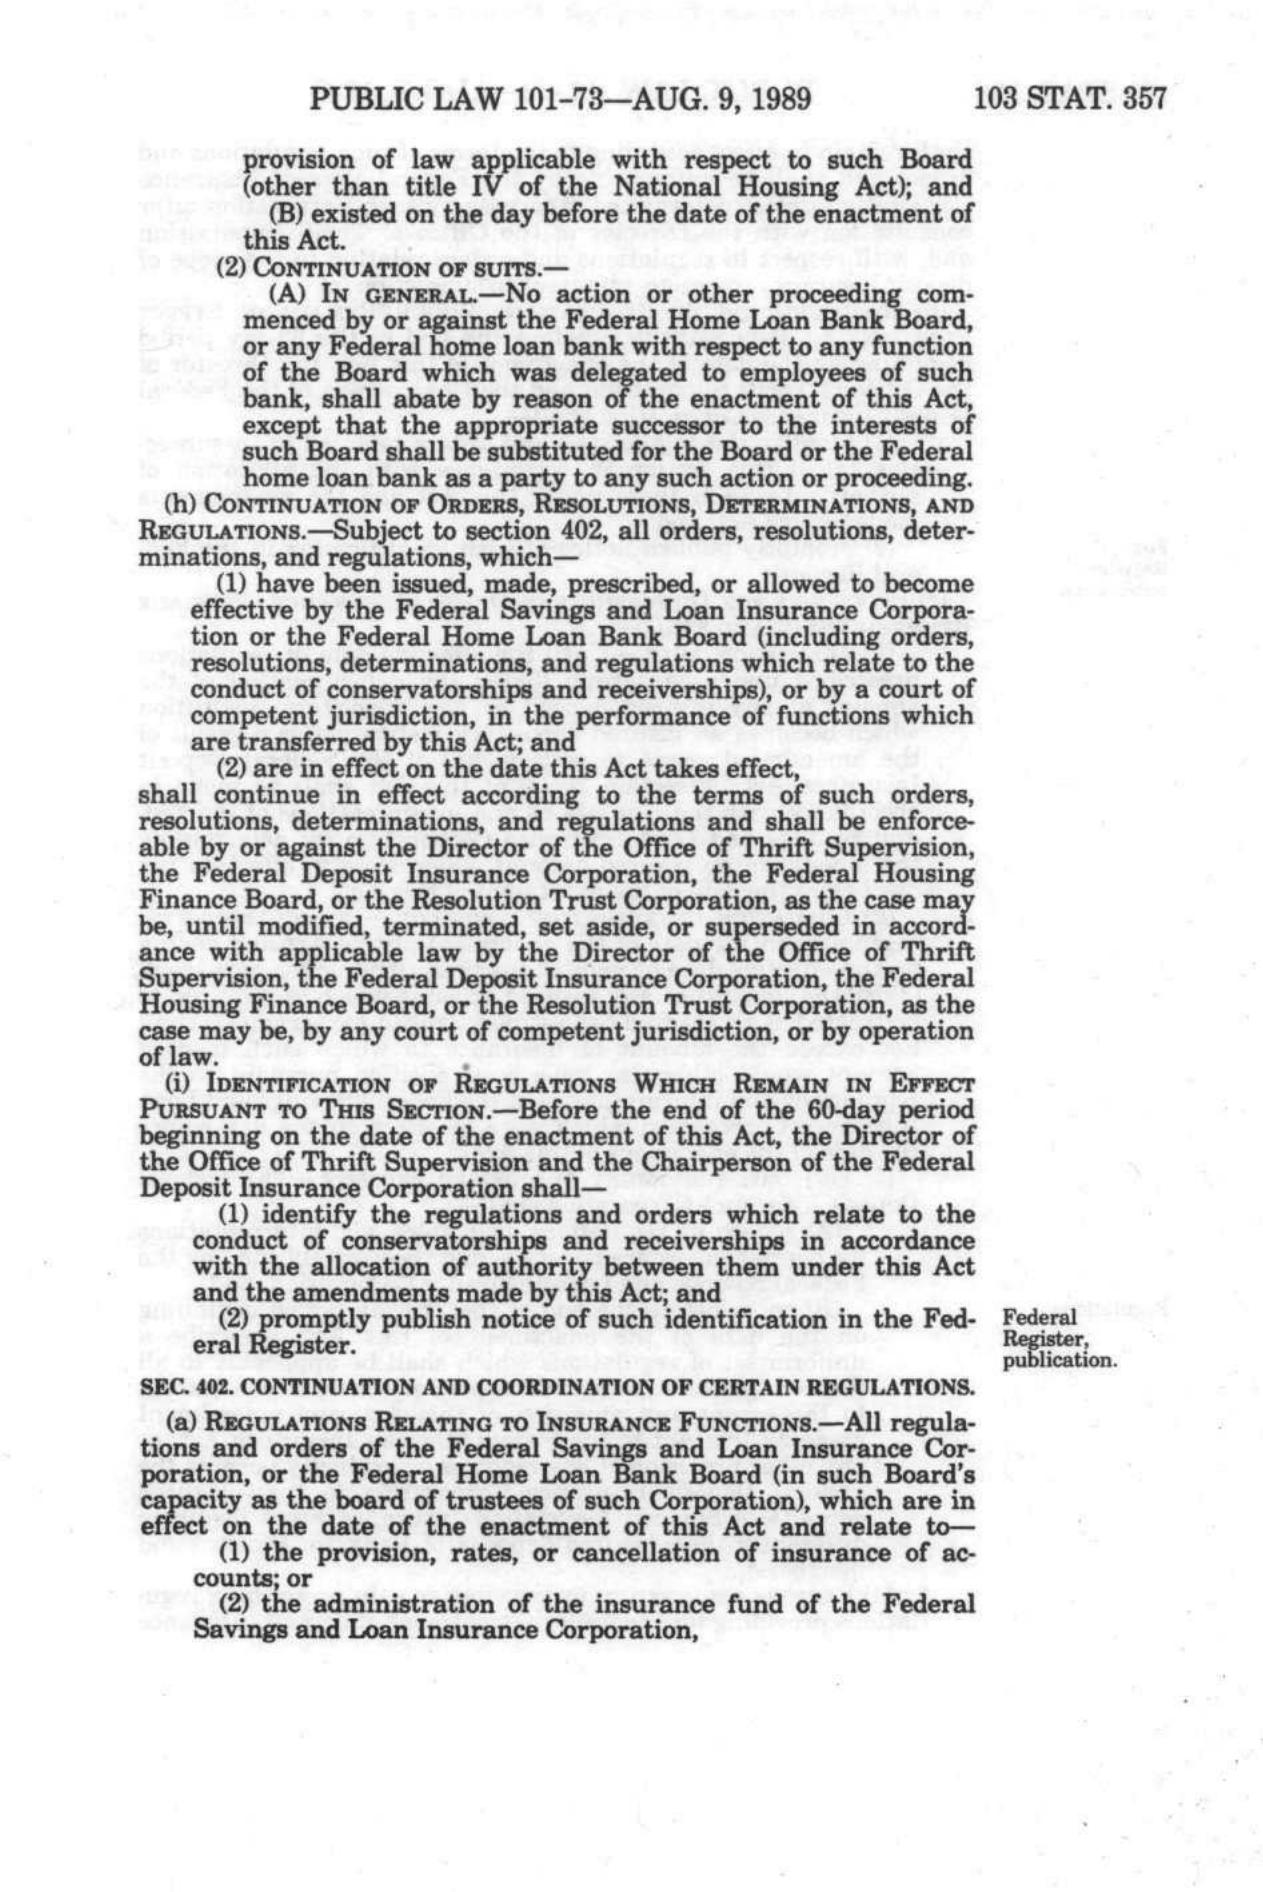 PUBLIC LAW 101–73—AUG. 9, 1989 103 STAT. 357
provision of law applicable with respect to such Board
(other than title IV of the National Housing Act); and
(B) existed on the day before the date of the enactment of
this Act.
(2) CONTINUATION OF SUITS.—
(A) IN GENERAL.—No action or other proceeding com-
menced by or against the Federal Home Loan Bank Board,
or any Federal home loan bank with respect to any function
of the Board which was delegated to employees of such
bank, shall abate by reason of the enactment of this Act,
except that the appropriate successor to the interests of
such Board shall be substituted for the Board or the Federal
home loan bank as a party to any such action or proceeding.
(h) CONTINUATION OF ORDERS, RESOLUTIONS, DETERMINATIONS, AND
REGULATIONS.—Subject to section 402, all orders, resolutions, deter-
minations, and regulations, which—
(1) have been issued, made, prescribed, or allowed to become
effective by the Federal Savings and Loan Insurance Corpora-
tion or the Federal Home Loan Bank Board (including orders,
resolutions, determinations, and regulations which relate to the
conduct of conservatorships and receiverships), or by a court of
competent jurisdiction, in the performance of functions which
are transferred by this Act; and
(2) are in effect on the date this Act takes effect,
shall continue in effect according to the terms of such orders,
resolutions, determinations, and regulations and shall be enforce-
able by or against the Director of the Office of Thrift Supervision,
the Federal Deposit Insurance Corporation, the Federal Housing
Finance Board, or the Resolution Trust Corporation, as the case may
be, until modified, terminated, set aside, or superseded in accord-
ance with applicable law by the Director of the Office of Thrift
Supervision, the Federal Deposit Insurance Corporation, the Federal
Housing Finance Board, or the Resolution Trust Corporation, as the
case may be, by any court of competent jurisdiction, or by operation
of law.
(i) IDENTIFICATION OF REGULATIONS WHICH REMAIN IN EFFECT
PURSUANT TO THIS SECTION.—Before the end of the 60-day period
beginning on the date of the enactment of this Act, the Director of
the Office of Thrift Supervision and the Chairperson of the Federal
Deposit Insurance Corporation shall—
(1) identify the regulations and orders which relate to the
conduct of conservatorships and receiverships in accordance
with the allocation of authority between them under this Act
and the amendments made by this Act; and
(2) promptly publish notice of such identification in the Fed-
eral Register.
Federal
Register,
publication.
SEC. 402. CONTINUATION AND COORDINATION OF CERTAIN REGULATIONS.
(a) REGULATIONS RELATING TO INSURANCE FUNCTIONS.—All regula-
tions and orders of the Federal Savings and Loan Insurance Cor-
poration, or the Federal Home Loan Bank Board (in such Board's
capacity as the board of trustees of such Corporation), which are in
effect on the date of the enactment of this Act and relate to—
(1) the provision, rates, or cancellation of insurance of ac-
counts; or
(2) the administration of the insurance fund of the Federal
Savings and Loan Insurance Corporation,